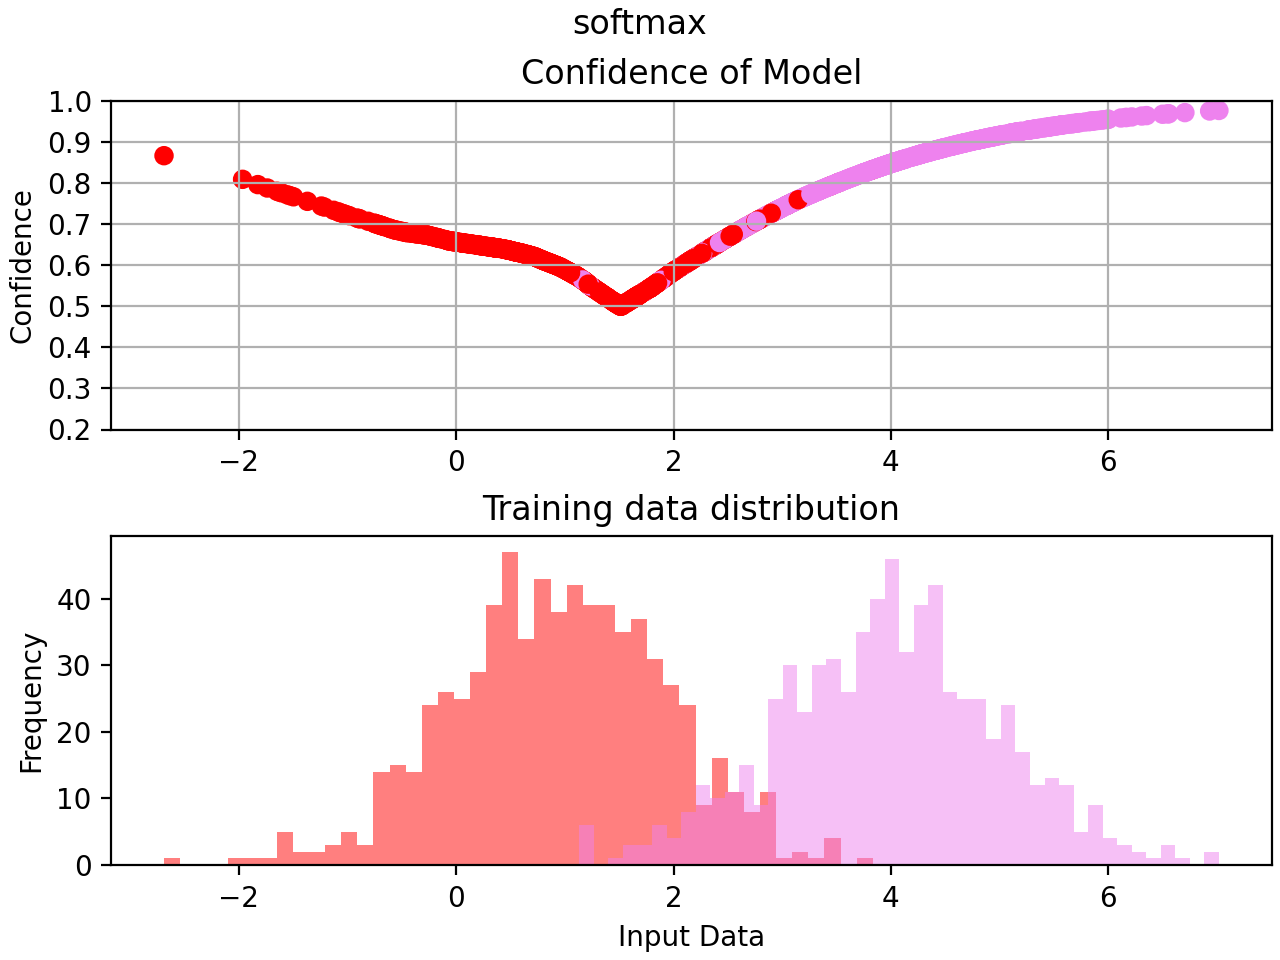 softmax
Confidence of Model
1.0
0.9
0.8
0.7
0.6
0.5
0.4
0.3
0.2
Confidence
−2 0 2 4 6
Training data distribution
40
30
20
10
0
Frequency
−2 0 2 4 6
Input Data